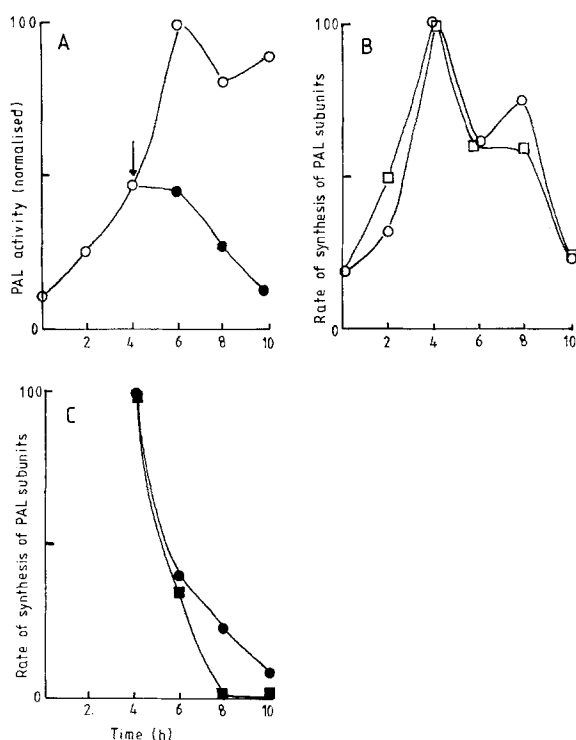 A
100
PAL activity (normalised)
0
2 4 6 8 10
B
100
Rate of synthesis of PAL subunits
0
2 4 6 8 10
C
100
Rate of synthesis of PAL subunits
0
2. 4 6 8 10
Time (h)